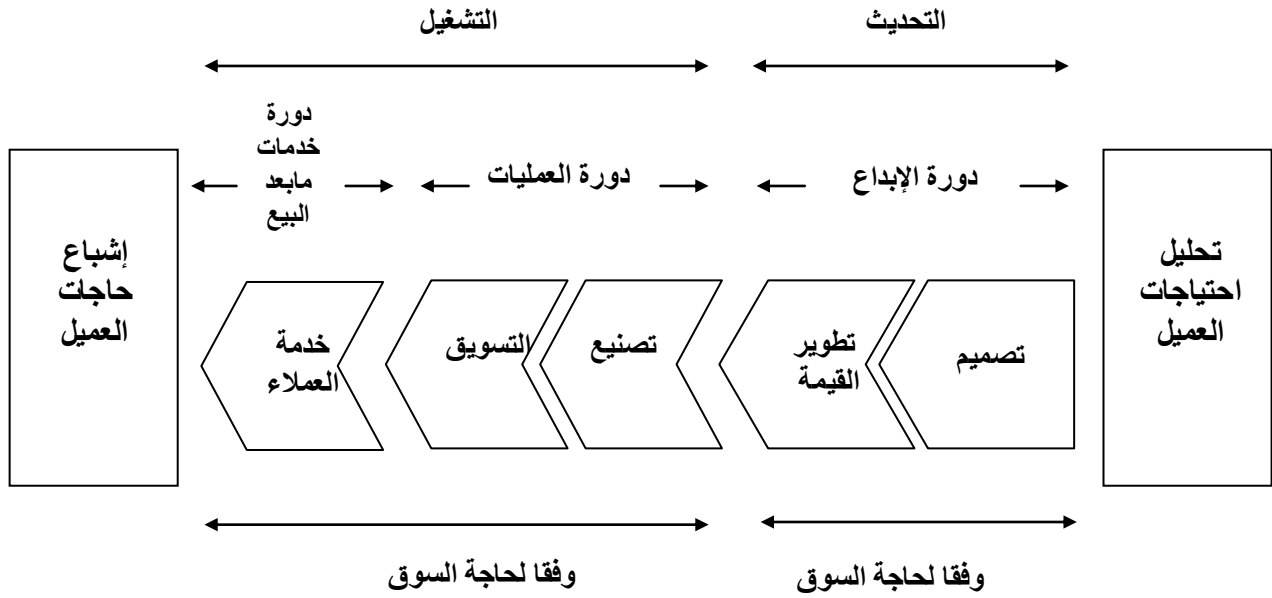 التحديث
التشغيل
دورة الإبداع
دورة العمليات
دورة
خدمات
مابعد
البيع
تحليل
احتياجات
العميل
تصميم
تطوير
القيمة
تصنيع
التسويق
خدمة
العملاء
إشباع
حاجات
العميل
وفقا لحاجة السوق
وفقا لحاجة السوق